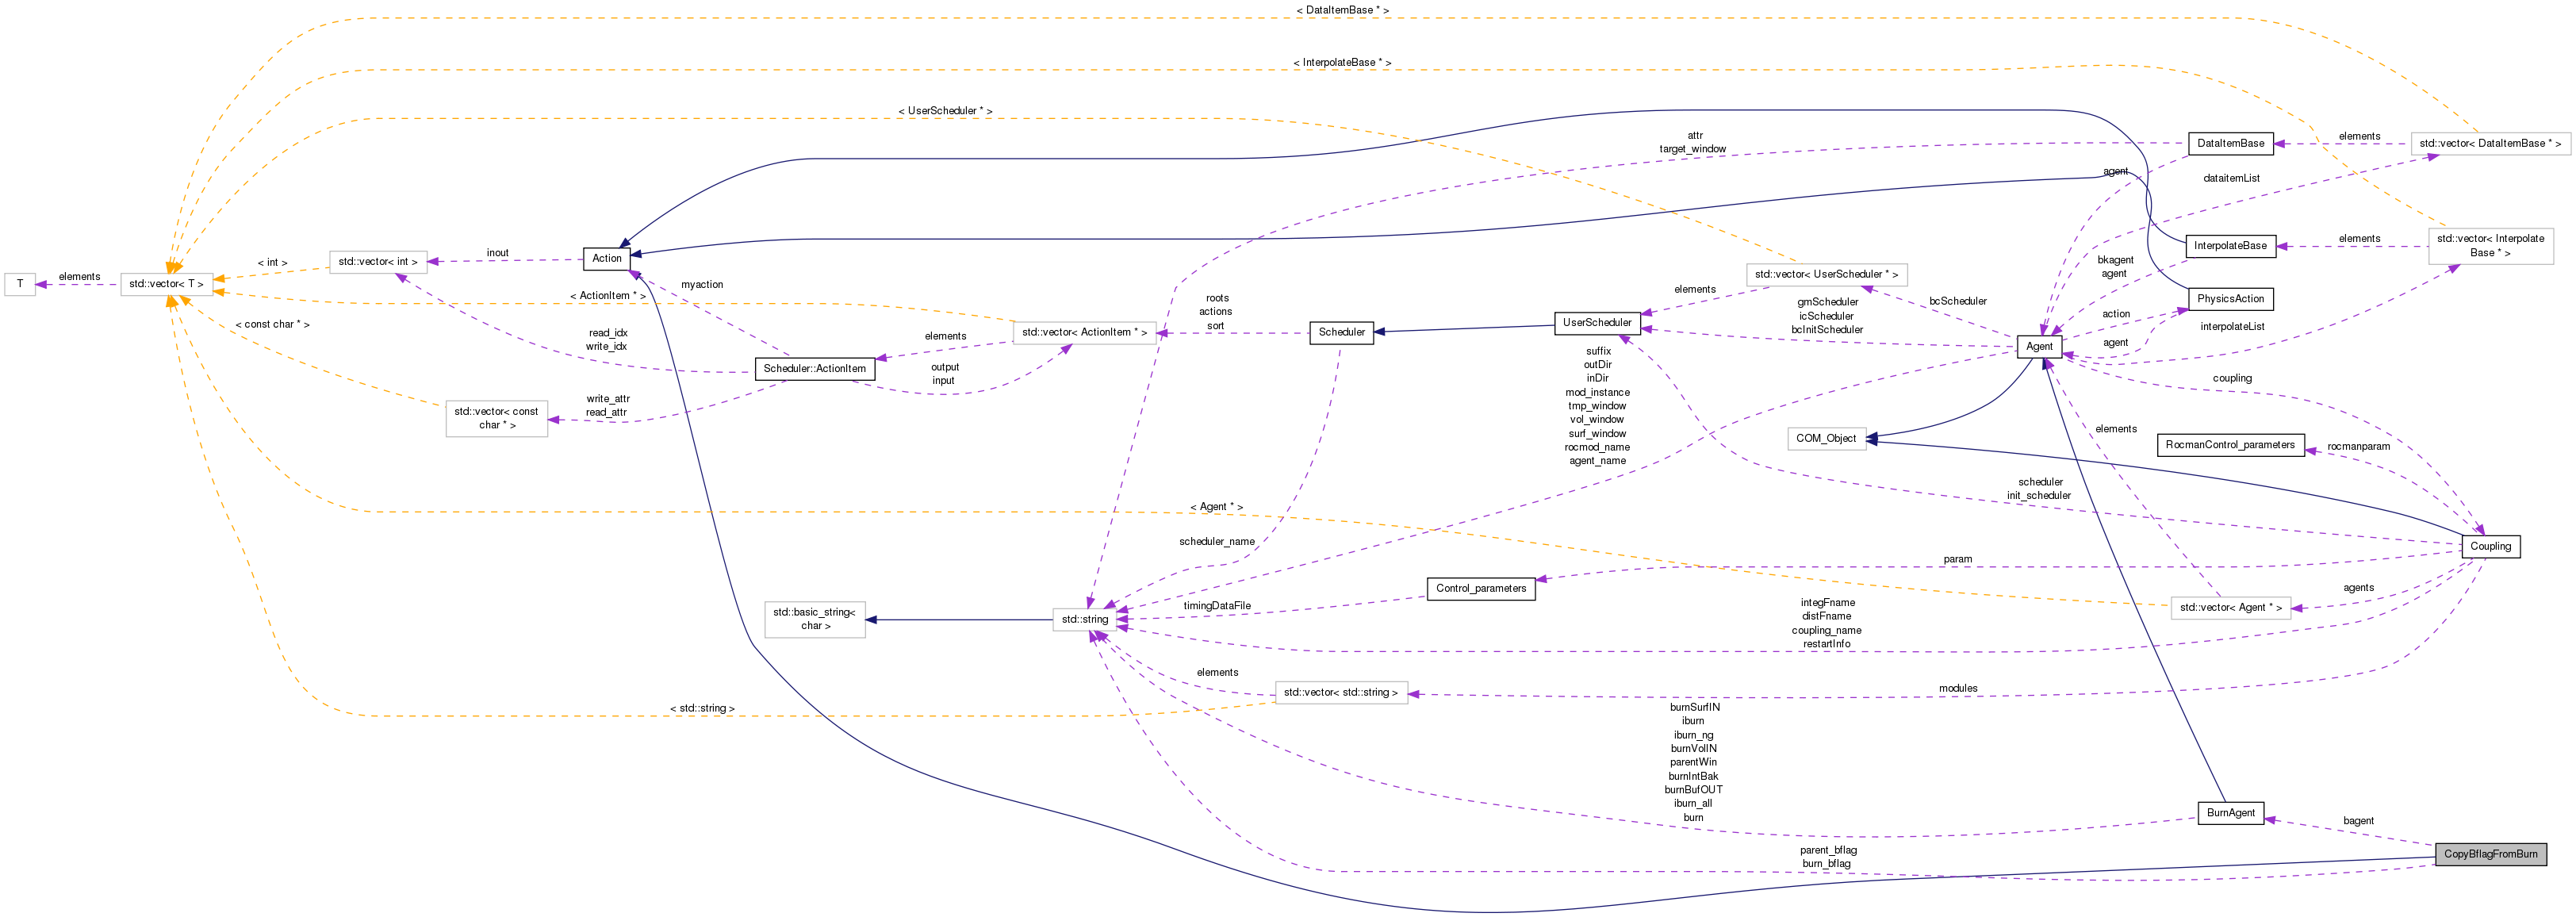 < DataItemBase * >
< InterpolateBase * >
< UserScheduler * >
attr
target_window
DataItemBase
elements
std::vector< DataItemBase * >
agent
dataitemList
inout
Action
InterpolateBase
elements
std::vector< Interpolate
Base * >
std::vector< int >
< int >
bkagent
agent
T
elements
std::vector< T >
myaction
std::vector< UserScheduler * >
elements
bcScheduler
PhysicsAction
< ActionItem * >
roots
actions
sort
gmScheduler
icScheduler
bcInitScheduler
action
interpolateList
< const char * >
read_idx
write_idx
elements
std::vector< ActionItem * >
Scheduler
UserScheduler
Agent
agent
Scheduler::ActionItem
output
input
suffix
outDir
inDir
mod_instance
tmp_window
vol_window
surf_window
rocmod_name
agent_name
coupling
std::vector< const
char * >
write_attr
read_attr
COM_Object
elements
RocmanControl_parameters
rocmanparam
scheduler
init_scheduler
< Agent * >
scheduler_name
Coupling
param
Control_parameters
timingDataFile
agents
std::vector< Agent * >
std::basic_string<
char >
std::string
integFname
distFname
coupling_name
restartInfo
elements
std::vector< std::string >
modules
< std::string >
burnSurfIN
iburn
iburn_ng
burnVolIN
parentWin
burnIntBak
burnBufOUT
iburn_all
burn
BurnAgent
bagent
parent_bflag
burn_bflag
CopyBflagFromBurn